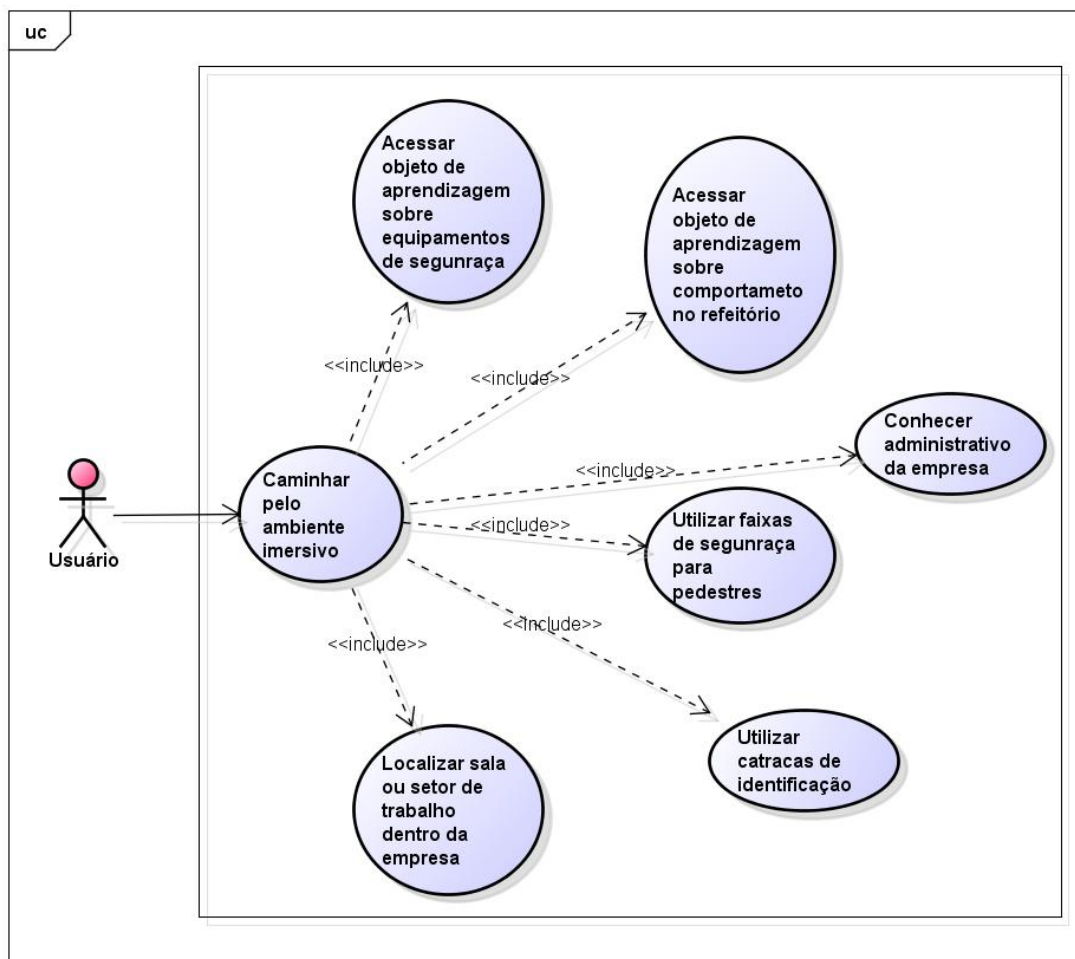 uc
Acessar
objeto de
aprendizagem
sobre
equipamentos
de segunraça
Acessar
objeto de
aprendizagem
sobre
comportameto
no refeitório
<<include>>
<<include>>
Conhecer
administrativo
da empresa
<<include>>
Caminhar
pelo
ambiente
imersivo
Usuário
<<include>>
Utilizar faixas
de segunraça
para
pedestres
<<include>>
<<include>>
Localizar sala
ou setor de
trabalho
dentro da
empresa
Utilizar
catracas de
identificação